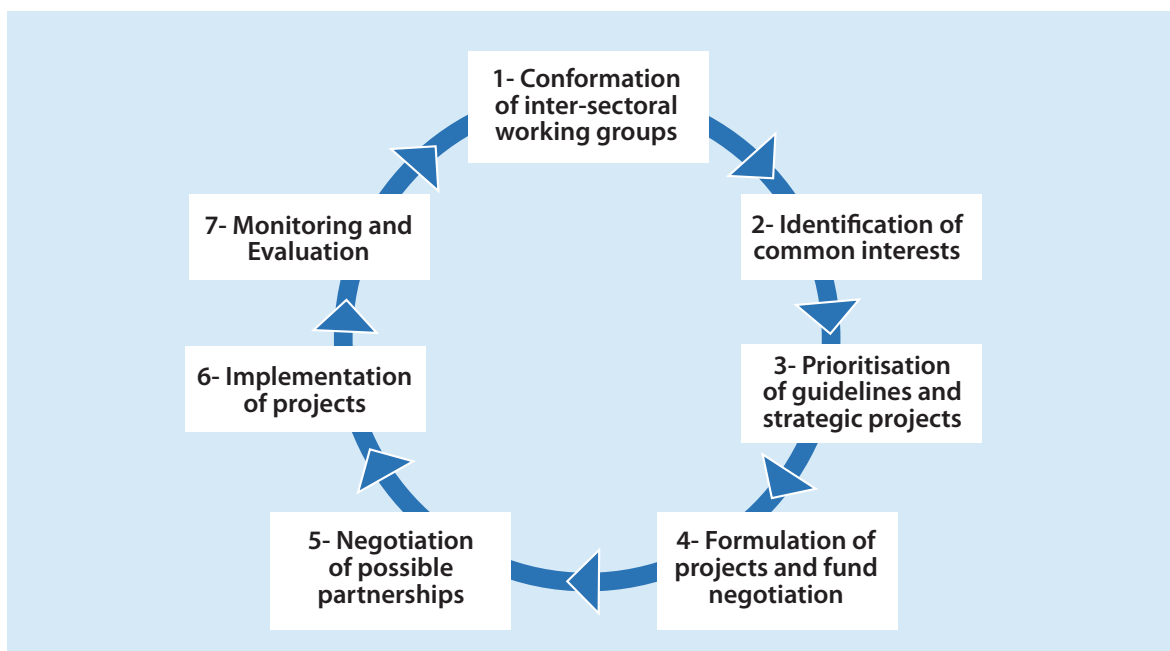 1- Conformation
of inter-sectoral
working groups
2- Identification of
common interests
3- Prioritisation
of guidelines and
strategic projects
4- Formulation of
projects and fund
negotiation
5- Negotiation
of possible
partnerships
6- Implementation
of projects
7- Monitoring and
Evaluation